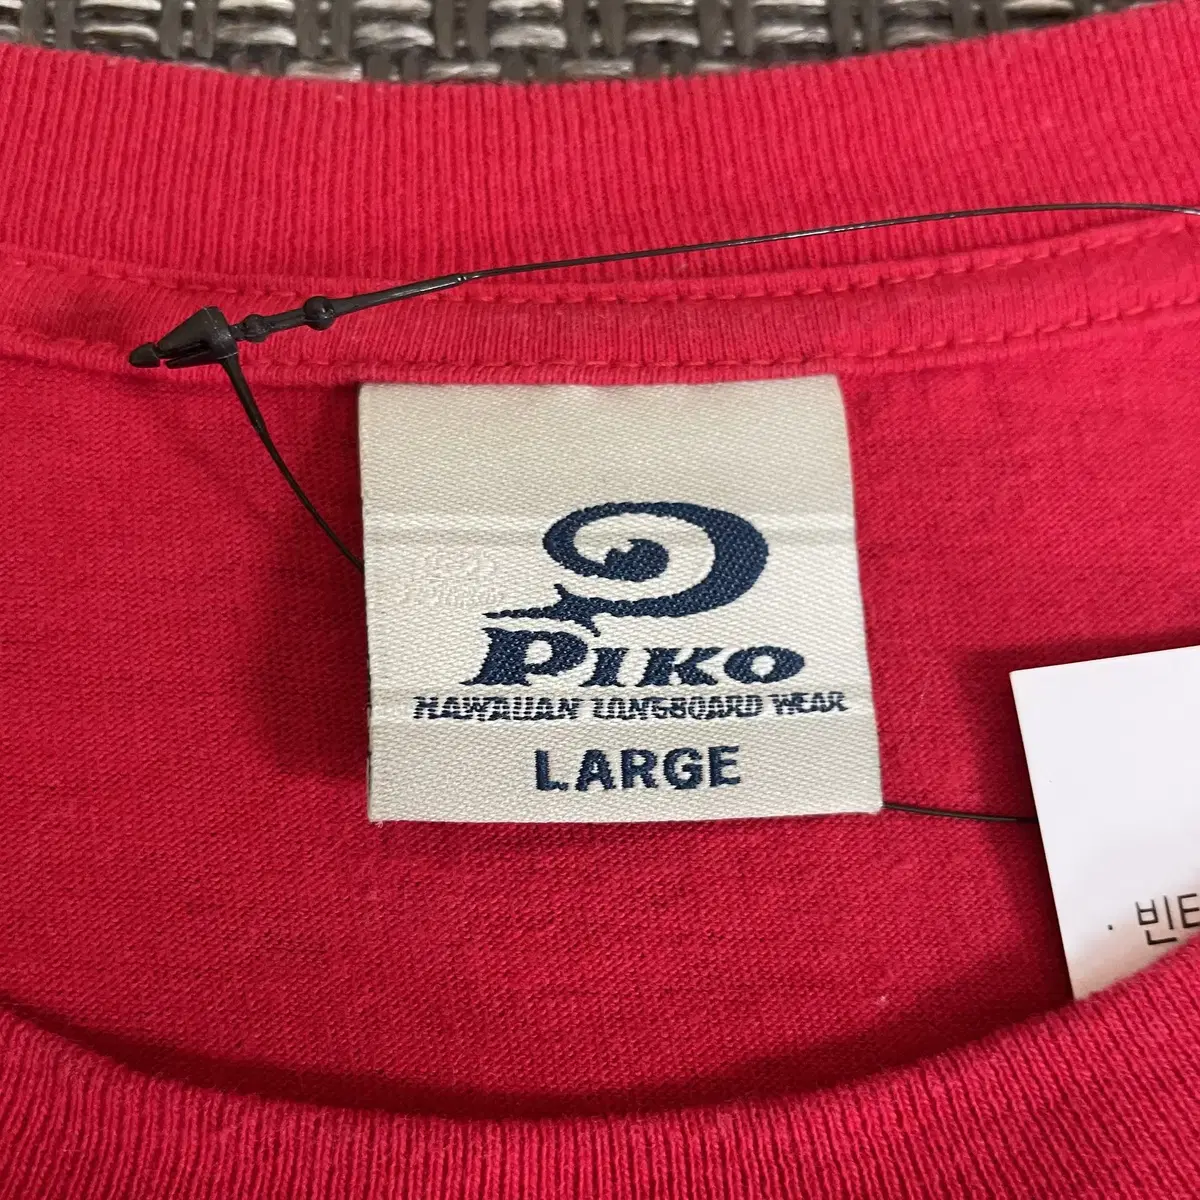 PIKO
HAWAIIAN LONGBOARD WEAR
LARGE
· 빈티